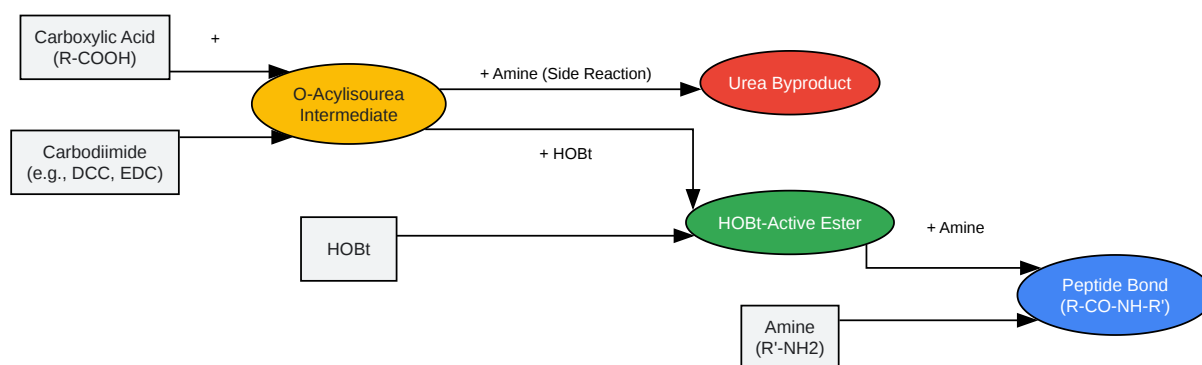 Carboxylic Acid
(R-COOH)
+
O-Acylisourea
Intermediate
+ Amine (Side Reaction)
Urea Byproduct
Carbodiimide
(e.g., DCC, EDC)
+ HOBt
HOBt
HOBt-Active Ester
+ Amine
Peptide Bond
(R-CO-NH-R')
Amine
(R'-NH2)